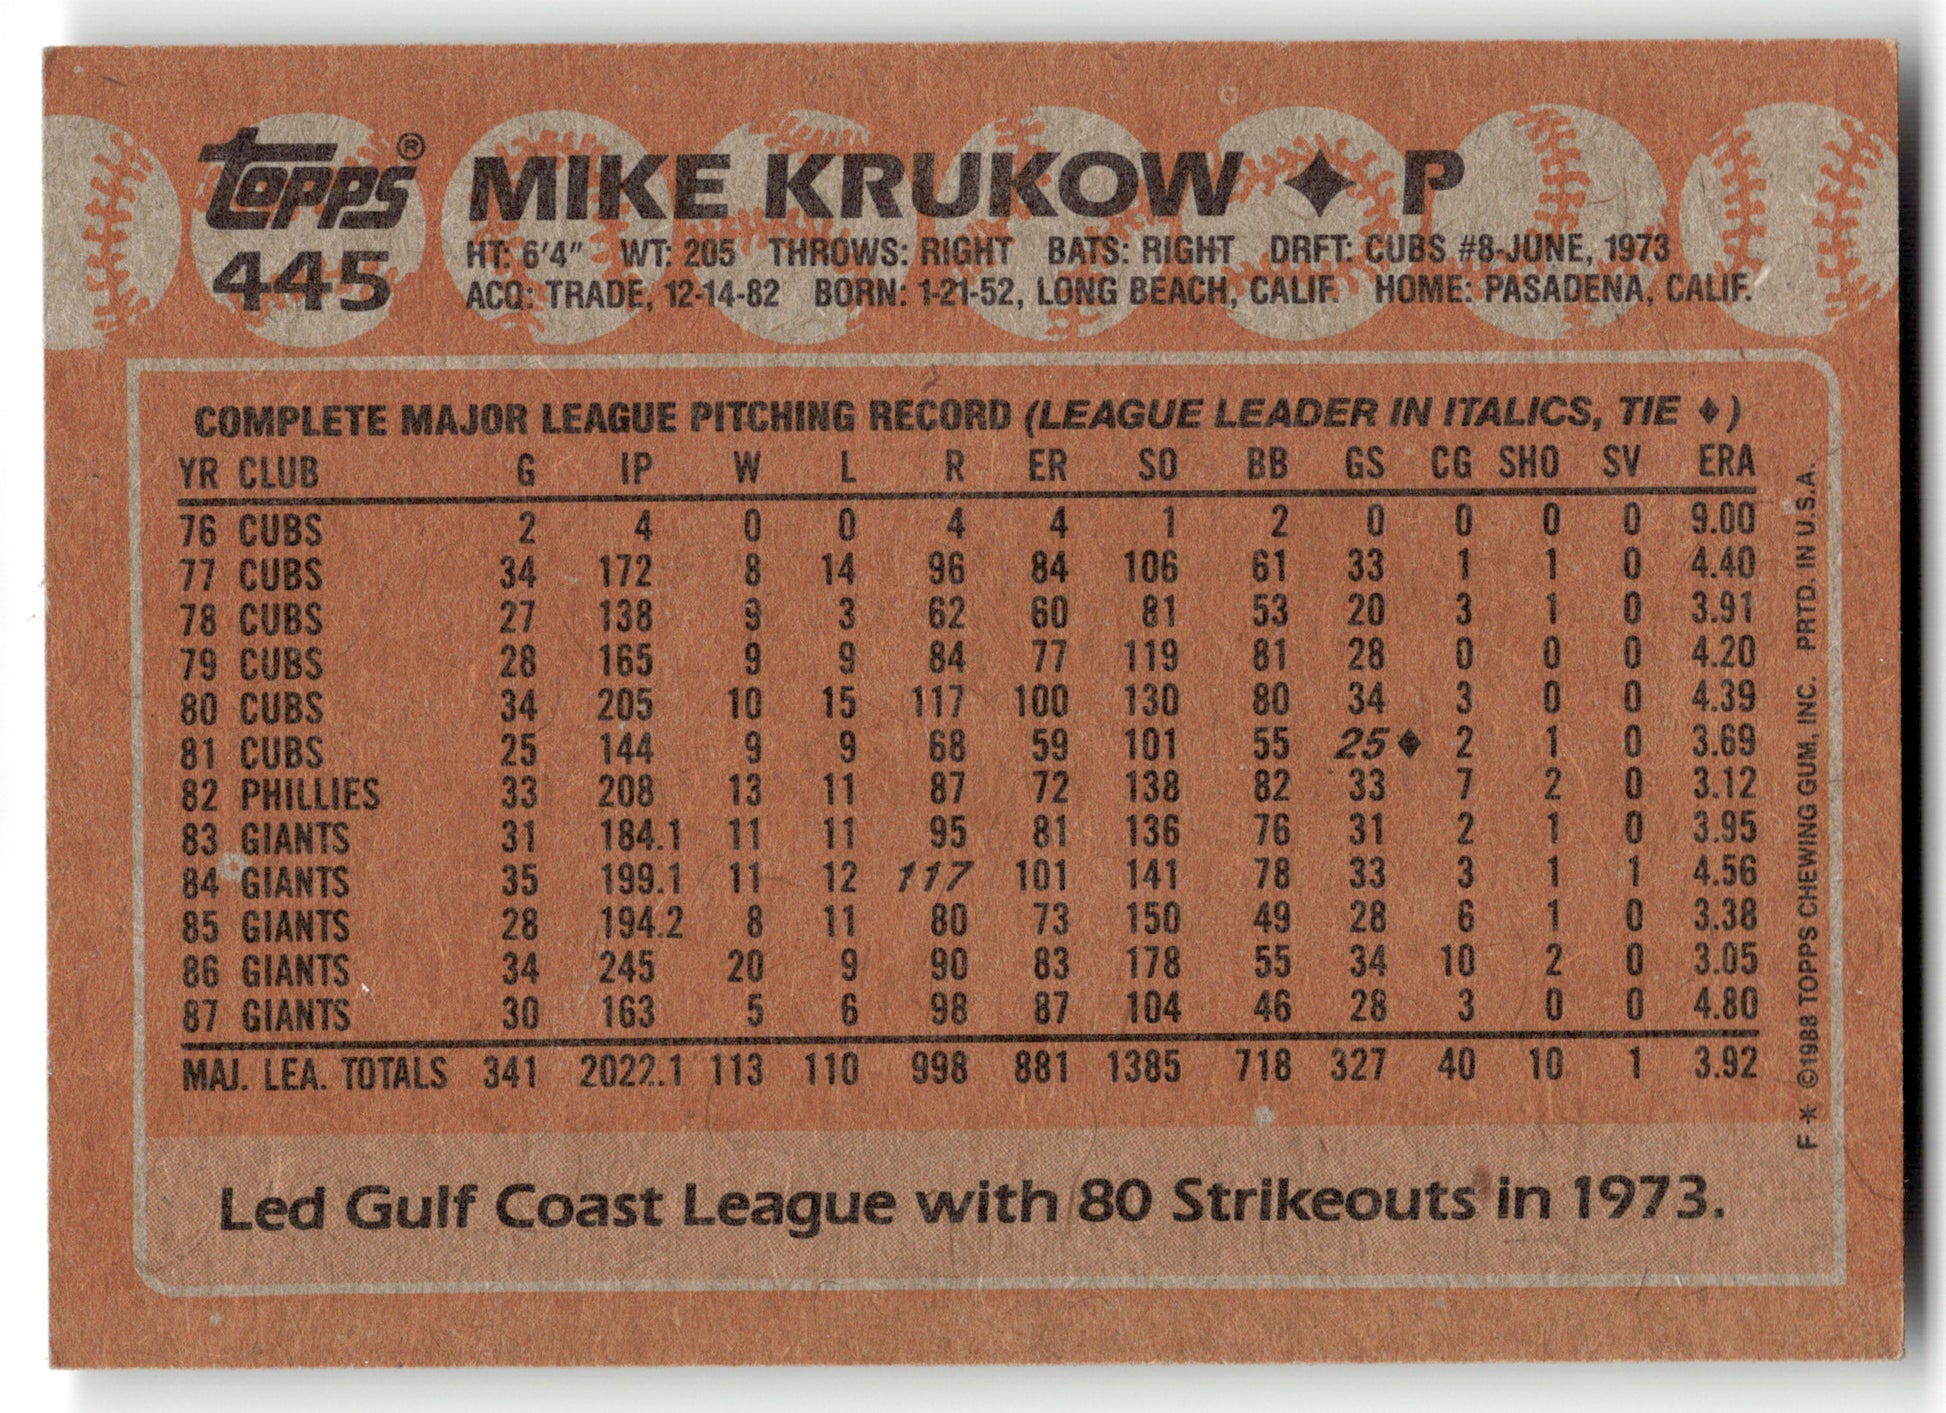 topps®
445
MIKE KRUKOW ✦ P
HT: 6'4" WT: 205 THROWS: RIGHT BATS: RIGHT DRFT: CUBS #8-JUNE, 1973
ACQ: TRADE, 12-14-82 BORN: 1-21-52, LONG BEACH, CALIF. HOME: PASADENA, CALIF.
COMPLETE MAJOR LEAGUE PITCHING RECORD (LEAGUE LEADER IN ITALICS, TIE ♦)
YR CLUB G IP W L R ER SO BB GS CG SHO SV ERA
76 CUBS 2 4 0 0 4 4 1 2 0 0 0 0 9.00
77 CUBS 34 172 8 14 96 84 106 61 33 1 1 0 4.40
78 CUBS 27 138 9 3 62 60 81 53 20 3 1 0 3.91
79 CUBS 28 165 9 9 84 77 119 81 28 0 0 0 4.20
80 CUBS 34 205 10 15 117 100 130 80 34 3 0 0 4.39
81 CUBS 25 144 9 9 68 59 101 55 25♦ 2 1 0 3.69
82 PHILLIES 33 208 13 11 87 72 138 82 33 7 2 0 3.12
83 GIANTS 31 184.1 11 11 95 81 136 76 31 2 1 0 3.95
84 GIANTS 35 199.1 11 12 117 101 141 78 33 3 1 1 4.56
85 GIANTS 28 194.2 8 11 80 73 150 49 28 6 1 0 3.38
86 GIANTS 34 245 20 9 90 83 178 55 34 10 2 0 3.05
87 GIANTS 30 163 5 6 98 87 104 46 28 3 0 0 4.80
MAJ. LEA. TOTALS 341 2022.1 113 110 998 881 1385 718 327 40 10 1 3.92
Led Gulf Coast League with 80 Strikeouts in 1973.
F* ©1988 TOPPS CHEWING GUM, INC. PRTD. IN U.S.A.